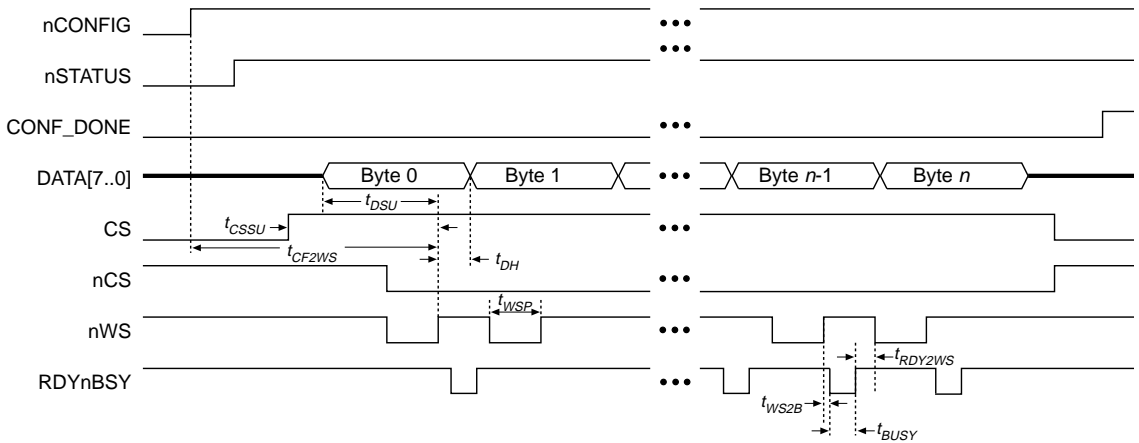 nCONFIG
nSTATUS
CONF_DONE
DATA[7..0]
Byte 0
Byte 1
Byte n-1
Byte n
tDSU
CS
tCSSU
tCF2WS
tDH
nCS
tWSP
nWS
tRDY2WS
RDYnBSY
tWS2B
tBUSY